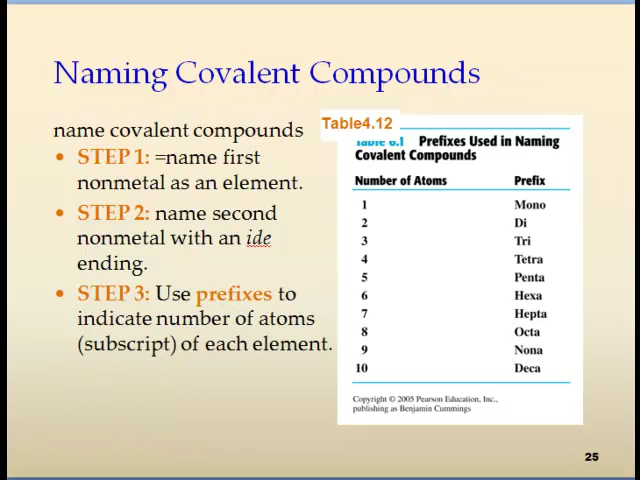 Naming Covalent Compounds
name covalent compounds
• STEP 1: =name first
nonmetal as an element.
• STEP 2: name second
nonmetal with an ide
ending.
• STEP 3: Use prefixes to
indicate number of atoms
(subscript) of each element.
Table4.12
Table 6.1 Prefixes Used in Naming
Covalent Compounds
Number of Atoms Prefix
1 Mono
2 Di
3 Tri
4 Tetra
5 Penta
6 Hexa
7 Hepta
8 Octa
9 Nona
10 Deca
Copyright © 2005 Pearson Education, Inc.,
publishing as Benjamin Cummings
25